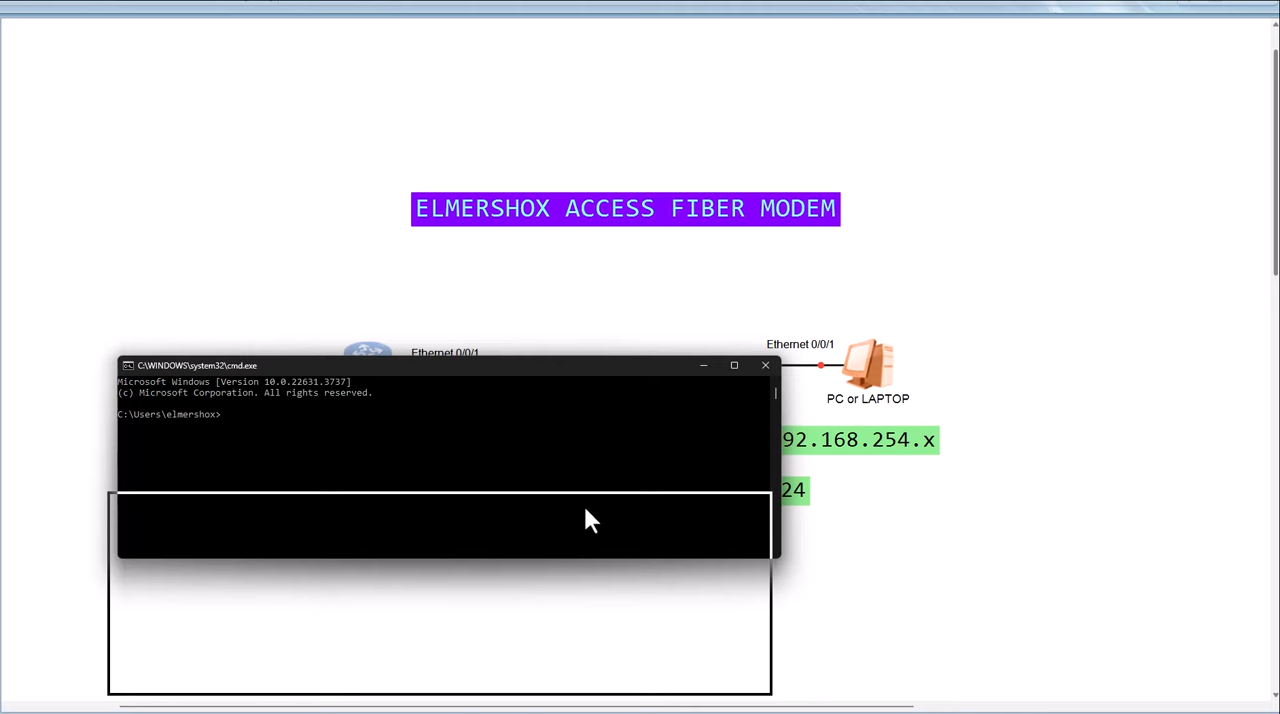 ELMERSHOX ACCESS FIBER MODEM
Ethernet 0/0/1
Ethernet 0/0/1
C:\WINDOWS\system32\cmd.exe
Microsoft Windows [Version 10.0.22631.3737]
(c) Microsoft Corporation. All rights reserved.
C:\Users\elmershox>
PC or LAPTOP
92.168.254.x
24